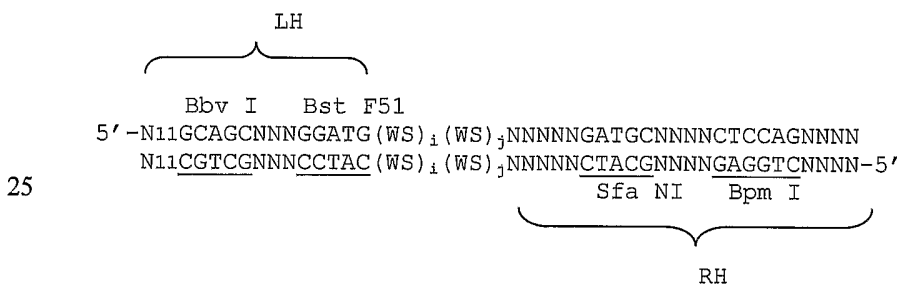 LH
Bbv I Bst F51
5'-N11GCAGCNNNGGATG(WS)i(WS)jNNNNNGATGCNNNNCTCCAGNNNN
N11CGTCGNNNCCTAC(WS)i(WS)jNNNNNCTACGNNNNGAGGTCNNNN-5'
25
Sfa NI Bpm I
RH